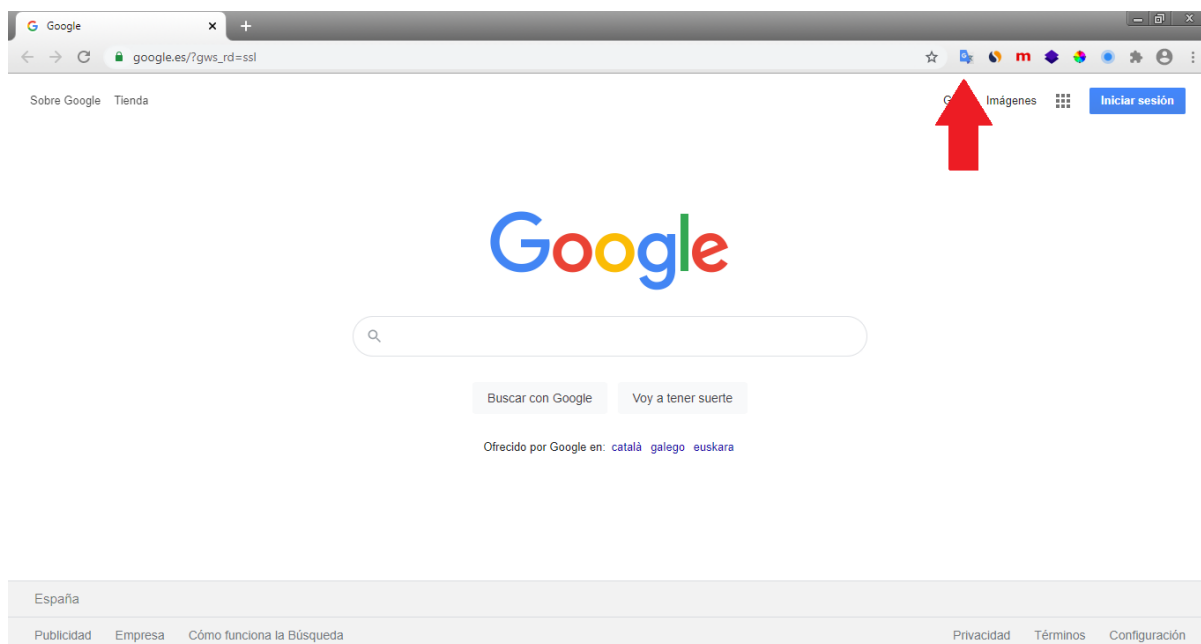 Google
google.es/?gws_rd=ssl
m
Sobre Google Tienda
Imágenes Iniciar sesión
Google
Buscar con Google Voy a tener suerte
Ofrecido por Google en: català galego euskara
España
Publicidad Empresa Cómo funciona la Búsqueda Privacidad Términos Configuración